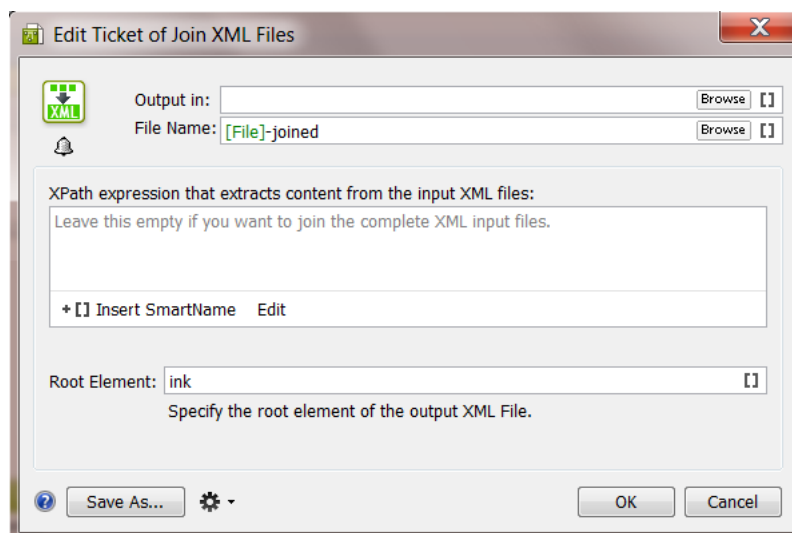 Edit Ticket of Join XML Files
XML
Output in:
Browse []
File Name: [File]-joined
Browse []
XPath expression that extracts content from the input XML files:
Leave this empty if you want to join the complete XML input files.
+[] Insert SmartName Edit
Root Element: ink []
Specify the root element of the output XML File.
? Save As... OK Cancel